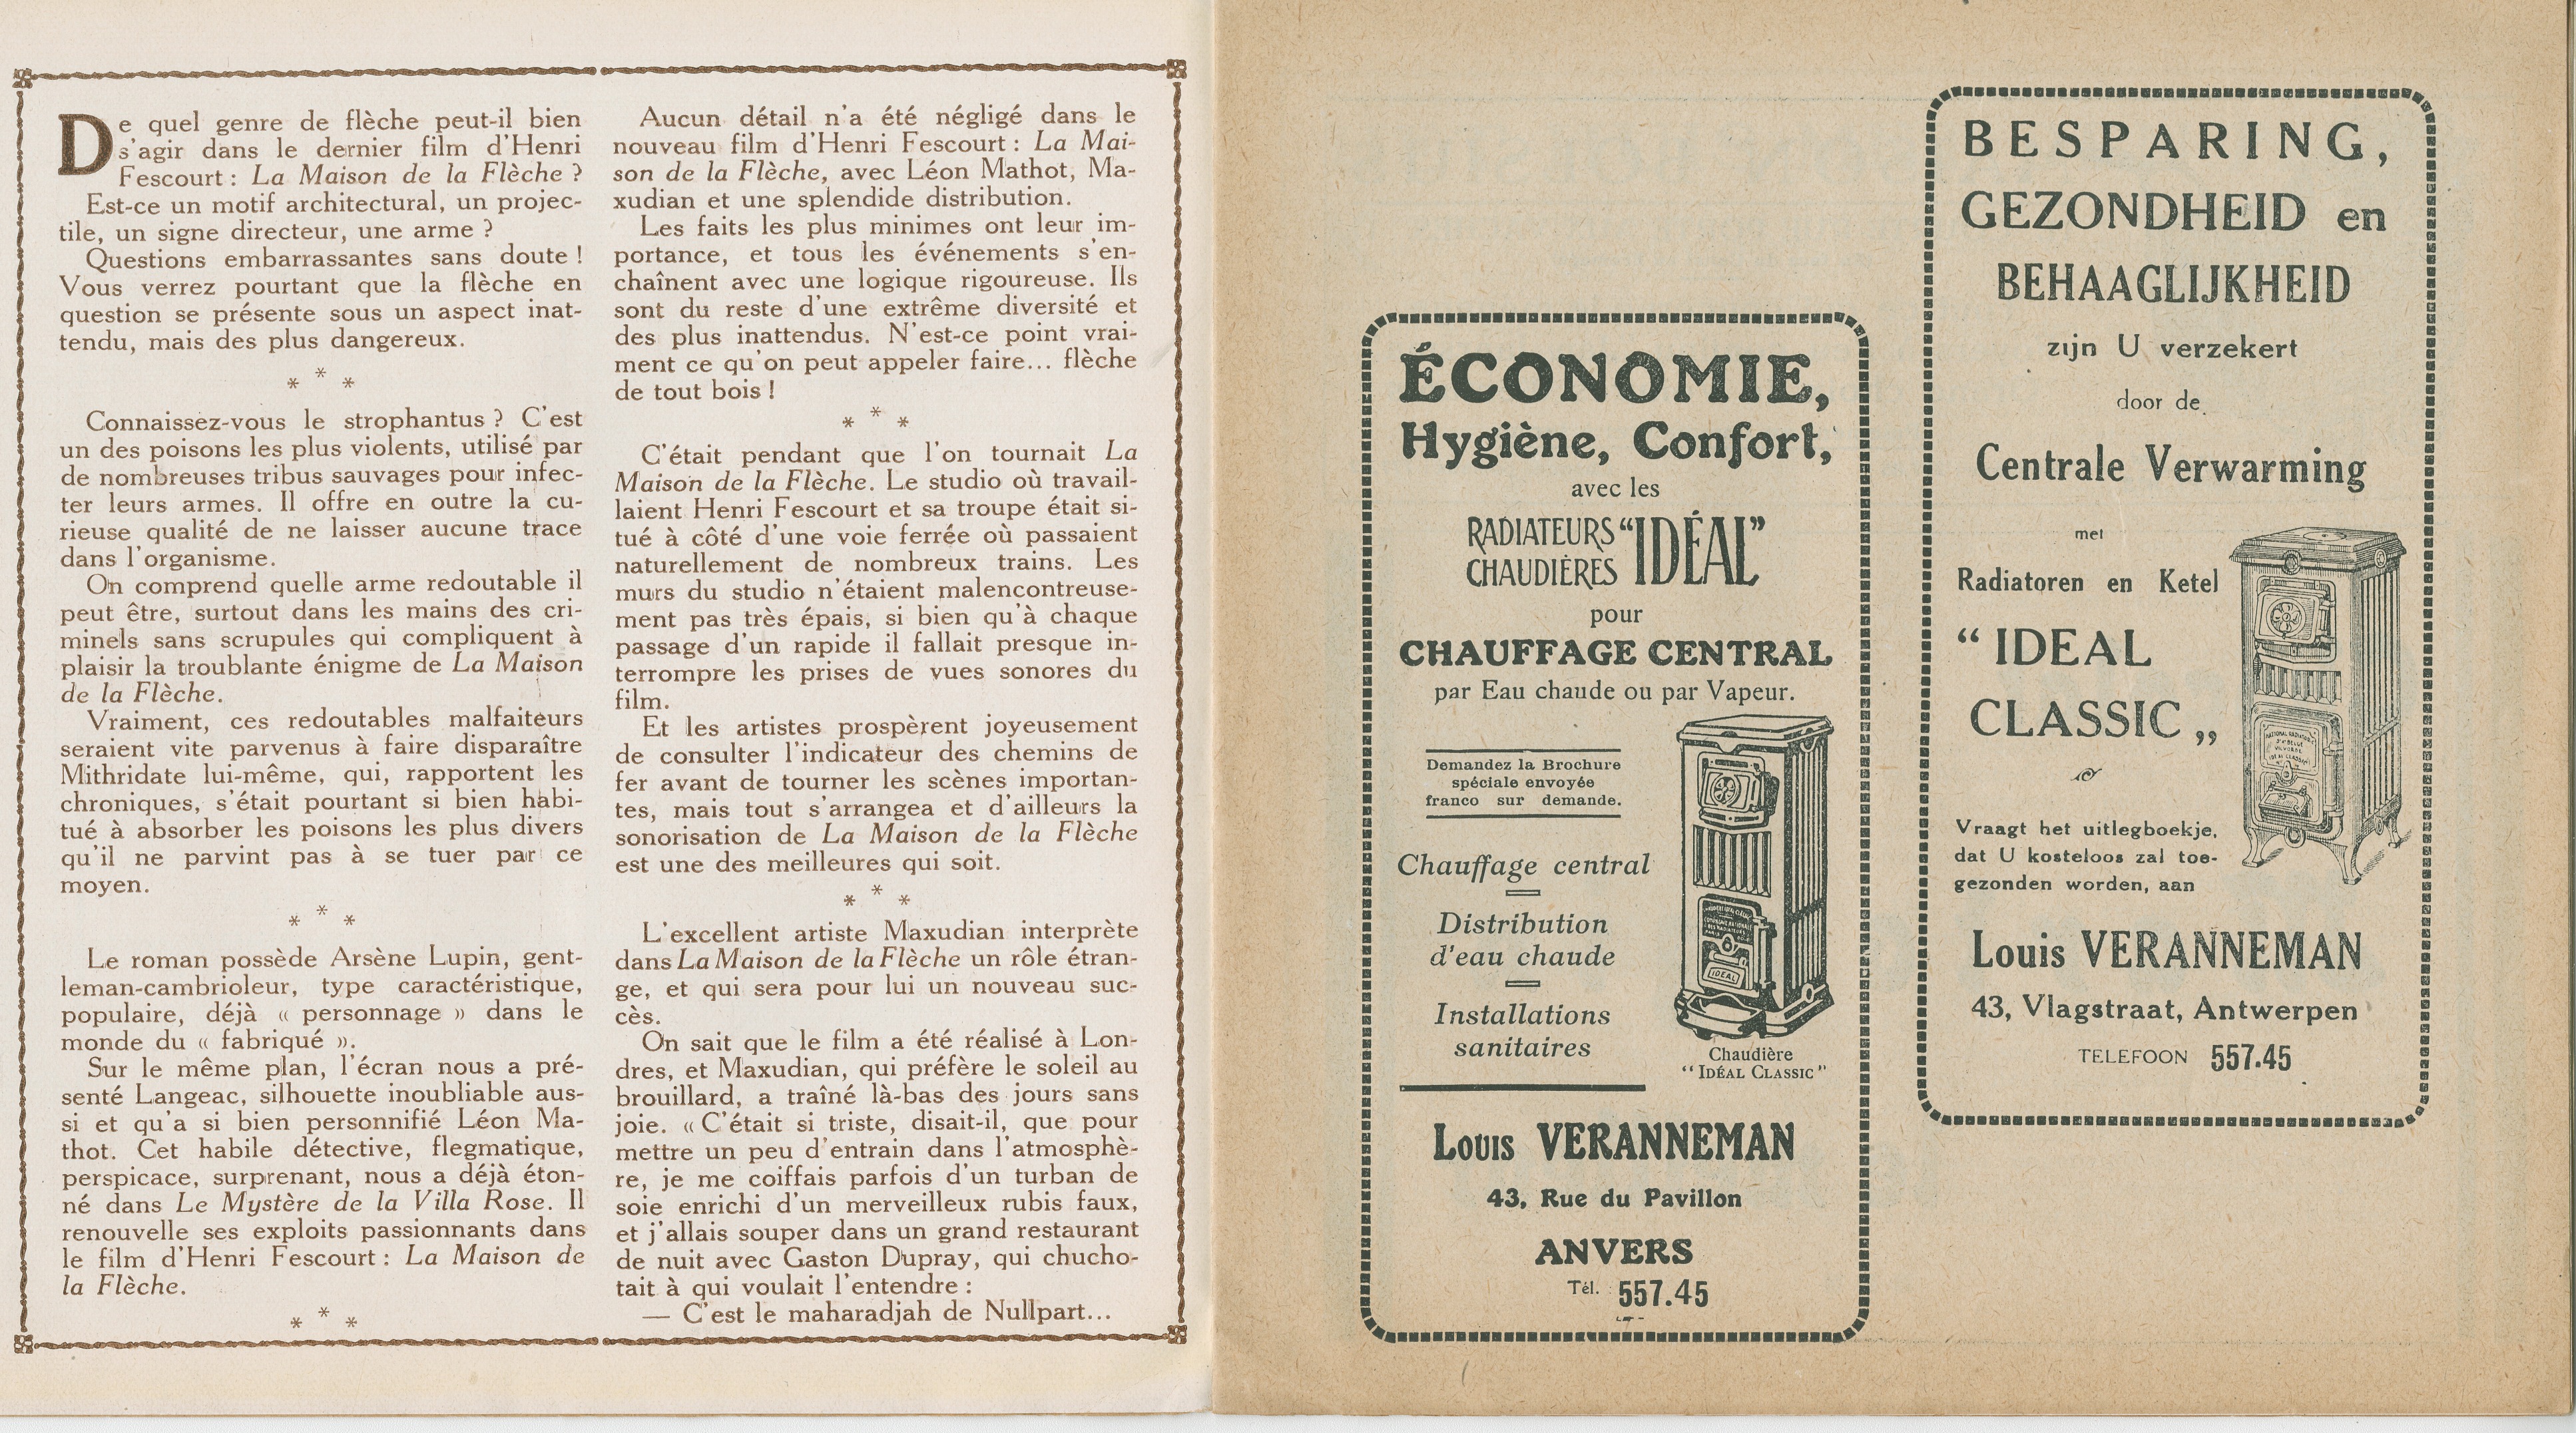 De quel genre de flèche peut-il bien
s'agir dans le dernier film d'Henri
Fescourt : La Maison de la Flèche ?
Est-ce un motif architectural, un projec-
tile, un signe directeur, une arme ?
Questions embarrassantes sans doute !
Vous verrez pourtant que la flèche en
question se présente sous un aspect inat-
tendu, mais des plus dangereux.
* * *
Connaissez-vous le strophantus ? C'est
un des poisons les plus violents, utilisé par
de nombreuses tribus sauvages pour infec-
ter leurs armes. Il offre en outre la cu-
rieuse qualité de ne laisser aucune trace
dans l'organisme.
On comprend quelle arme redoutable il
peut être, surtout dans les mains des cri-
minels sans scrupules qui compliquent à
plaisir la troublante énigme de La Maison
de la Flèche.
Vraiment, ces redoutables malfaiteurs
seraient vite parvenus à faire disparaître
Mithridate lui-même, qui, rapportent les
chroniques, s'était pourtant si bien habi-
tué à absorber les poisons les plus divers
qu'il ne parvint pas à se tuer par ce
moyen.
* * *
Le roman possède Arsène Lupin, gent-
leman-cambrioleur, type caractéristique,
populaire, déjà « personnage » dans le
monde du « fabriqué ».
Sur le même plan, l'écran nous a pré-
senté Langeac, silhouette inoubliable aus-
si et qu'a si bien personnifié Léon Ma-
thot. Cet habile détective, flegmatique,
perspicace, surprenant, nous a déjà éton-
né dans Le Mystère de la Villa Rose. Il
renouvelle ses exploits passionnants dans
le film d'Henri Fescourt : La Maison de
la Flèche.
* * *
Aucun détail n'a été négligé dans le
nouveau film d'Henri Fescourt : La Mai-
son de la Flèche, avec Léon Mathot, Ma-
xudian et une splendide distribution.
Les faits les plus minimes ont leur im-
portance, et tous les événements s'en-
chaînent avec une logique rigoureuse. Ils
sont du reste d'une extrême diversité et
des plus inattendus. N'est-ce point vrai-
ment ce qu'on peut appeler faire... flèche
de tout bois !
* * *
C'était pendant que l'on tournait La
Maison de la Flèche. Le studio où travail-
laient Henri Fescourt et sa troupe était si-
tué à côté d'une voie ferrée où passaient
naturellement de nombreux trains. Les
murs du studio n'étaient malencontreuse-
ment pas très épais, si bien qu'à chaque
passage d'un rapide il fallait presque in-
terrompre les prises de vues sonores du
film.
Et les artistes prospèrent joyeusement
de consulter l'indicateur des chemins de
fer avant de tourner les scènes importan-
tes, mais tout s'arrangea et d'ailleurs la
sonorisation de La Maison de la Flèche
est une des meilleures qui soit.
* * *
L'excellent artiste Maxudian interprète
dans La Maison de la Flèche un rôle étran-
ge, et qui sera pour lui un nouveau suc-
cès.
On sait que le film a été réalisé à Lon-
dres, et Maxudian, qui préfère le soleil au
brouillard, a traîné là-bas des jours sans
joie. « C'était si triste, disait-il, que pour
mettre un peu d'entrain dans l'atmosphè-
re, je me coiffais parfois d'un turban de
soie enrichi d'un merveilleux rubis faux,
et j'allais souper dans un grand restaurant
de nuit avec Gaston Dupray, qui chucho-
tait à qui voulait l'entendre :
— C'est le maharadjah de Nullpart...
ÉCONOMIE,
Hygiène, Confort,
avec les
RADIATEURS
CHAUDIÈRES "IDÉAL"
pour
CHAUFFAGE CENTRAL
par Eau chaude ou par Vapeur.
Demandez la Brochure
spéciale envoyée
franco sur demande.
Chauffage central
Distribution
d'eau chaude
Installations
sanitaires
IDEAL
Chaudière
"IDÉAL CLASSIC"
Louis VERANNEMAN
43, Rue du Pavillon
ANVERS
Tél. 557.45
BESPARING,
GEZONDHEID en
BEHAAGLIJKHEID
zijn U verzekert
door de
Centrale Verwarming
met
Radiatoren en Ketel
"IDEAL
CLASSIC„
Vraagt het uitlegboekje,
dat U kosteloos zal toe-
gezonden worden, aan
Louis VERANNEMAN
43, Vlagstraat, Antwerpen
TELEFOON 557.45